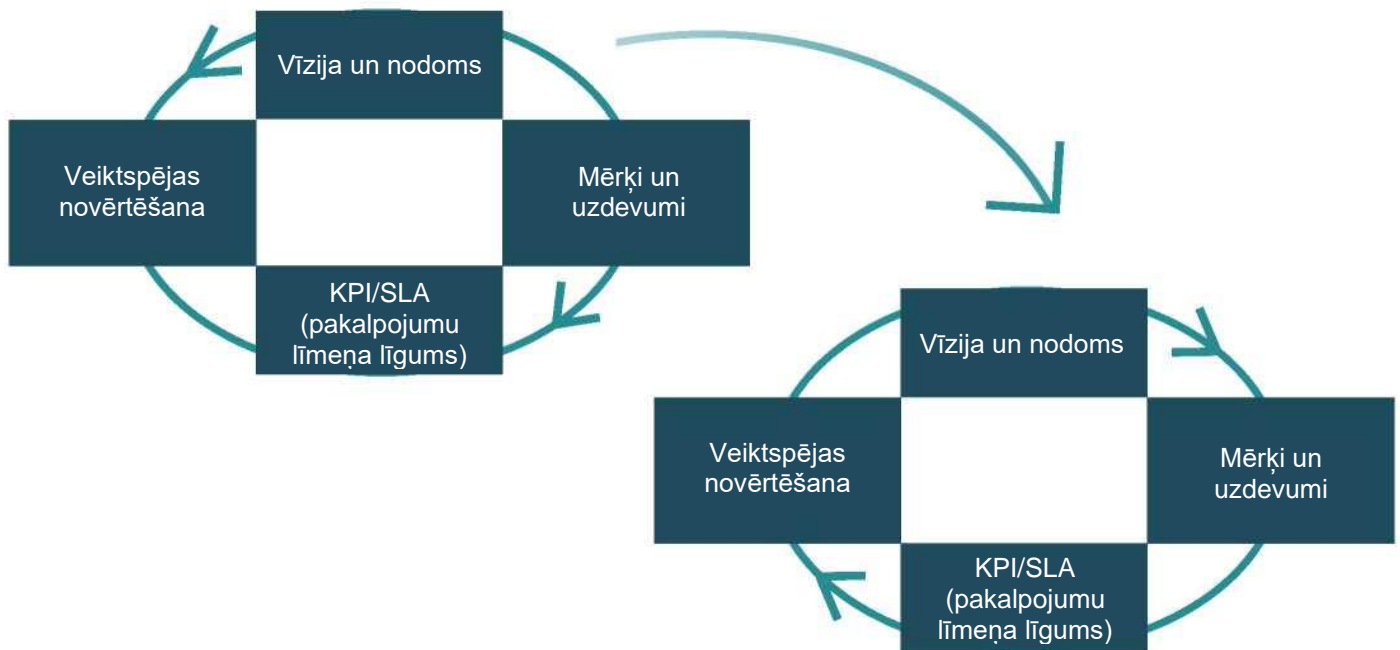 Vīzija un nodoms
Veiktspējas
novērtēšana
Mērķi un
uzdevumi
KPI/SLA
(pakalpojumu
līmeņa līgums)
Vīzija un nodoms
Veiktspējas
novērtēšana
Mērķi un
uzdevumi
KPI/SLA
(pakalpojumu
līmeņa līgums)